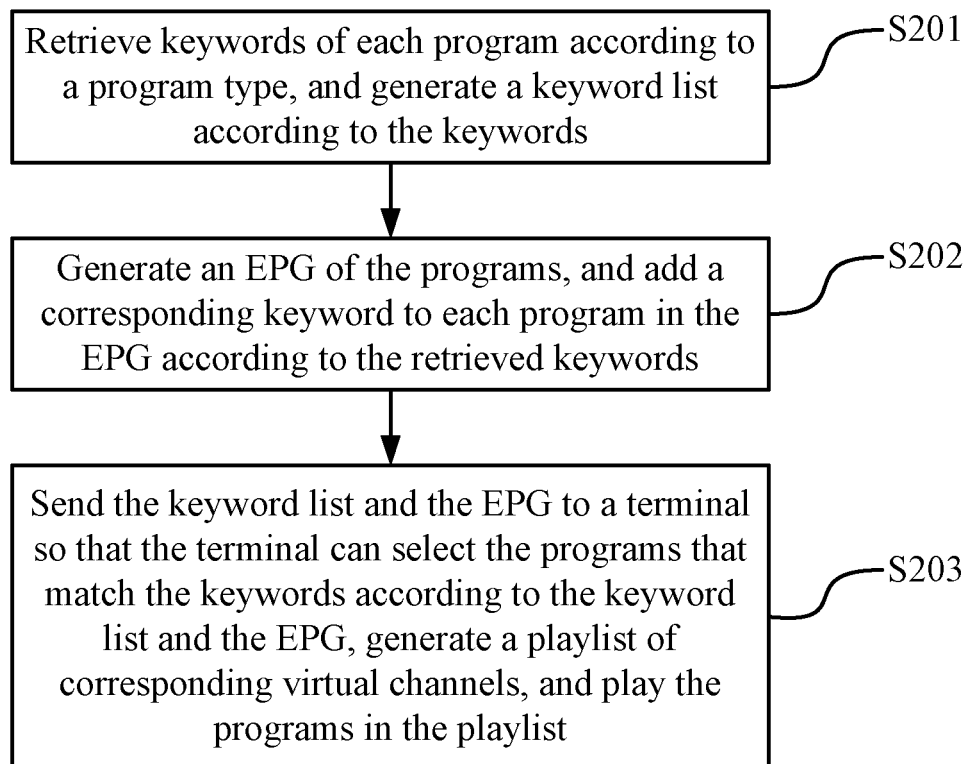 Retrieve keywords of each program according to
a program type, and generate a keyword list
according to the keywords
S201
Generate an EPG of the programs, and add a
corresponding keyword to each program in the
EPG according to the retrieved keywords
S202
Send the keyword list and the EPG to a terminal
so that the terminal can select the programs that
match the keywords according to the keyword
list and the EPG, generate a playlist of
corresponding virtual channels, and play the
programs in the playlist
S203